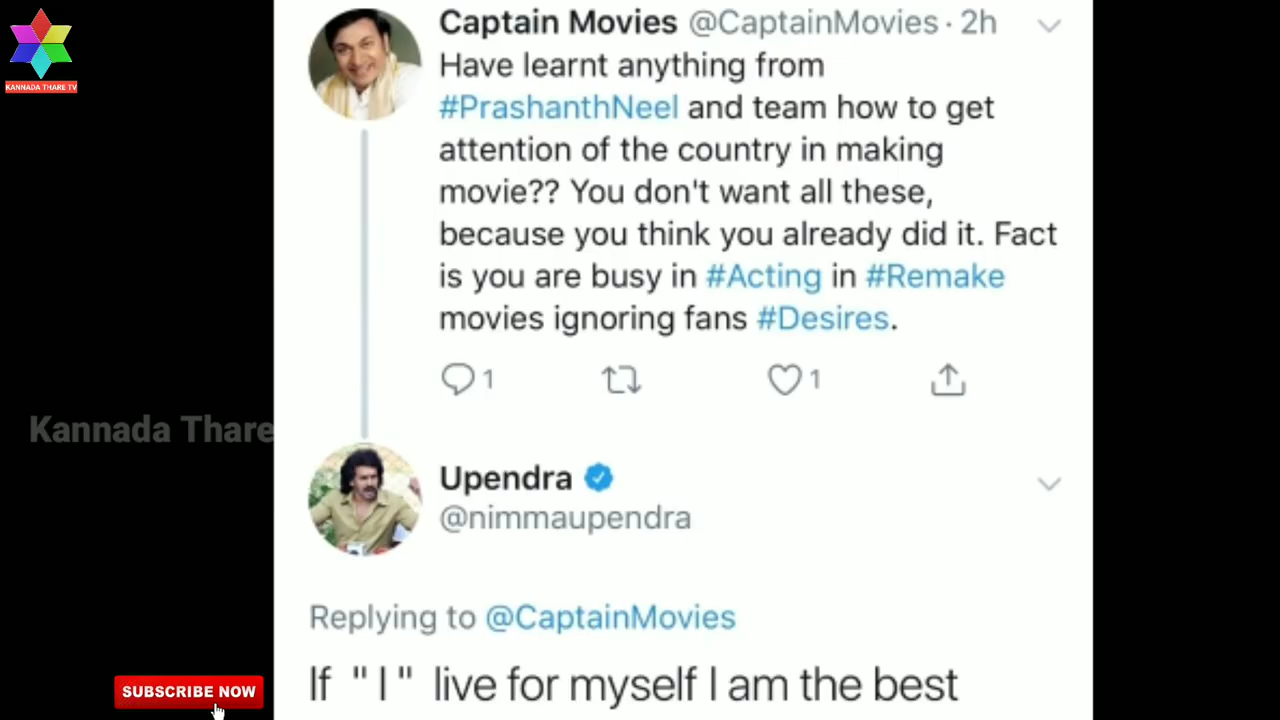 KANNADA THARE TV
Captain Movies @CaptainMovies · 2h
Have learnt anything from
#PrashanthNeel and team how to get
attention of the country in making
movie?? You don't want all these,
because you think you already did it. Fact
is you are busy in #Acting in #Remake
movies ignoring fans #Desires.
1 1
Kannada Thare
Upendra
@nimmaupendra
Replying to @CaptainMovies
If " I " live for myself I am the best
SUBSCRIBE NOW